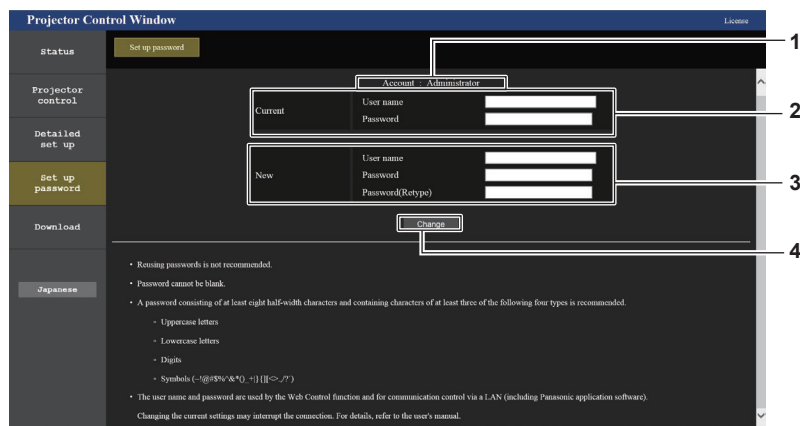 Projector Control Window
License
Status
Set up password
1
Projector
control
Account : Administrator
Current
User name
Password
2
Detailed
set up
New
User name
Password
Password(Retype)
3
Set up
password
Change
4
Download
• Reusing passwords is not recommended.
• Password cannot be blank.
Japanese
• A password consisting of at least eight half-width characters and containing characters of at least three of the following four types is recommended.
- Uppercase letters
- Lowercase letters
- Digits
- Symbols (~!@#$%^&*()_+|}{][<>.,/?`)
• The user name and password are used by the Web Control function and for communication control via a LAN (including Panasonic application software).
Changing the current settings may interrupt the connection. For details, refer to the user's manual.